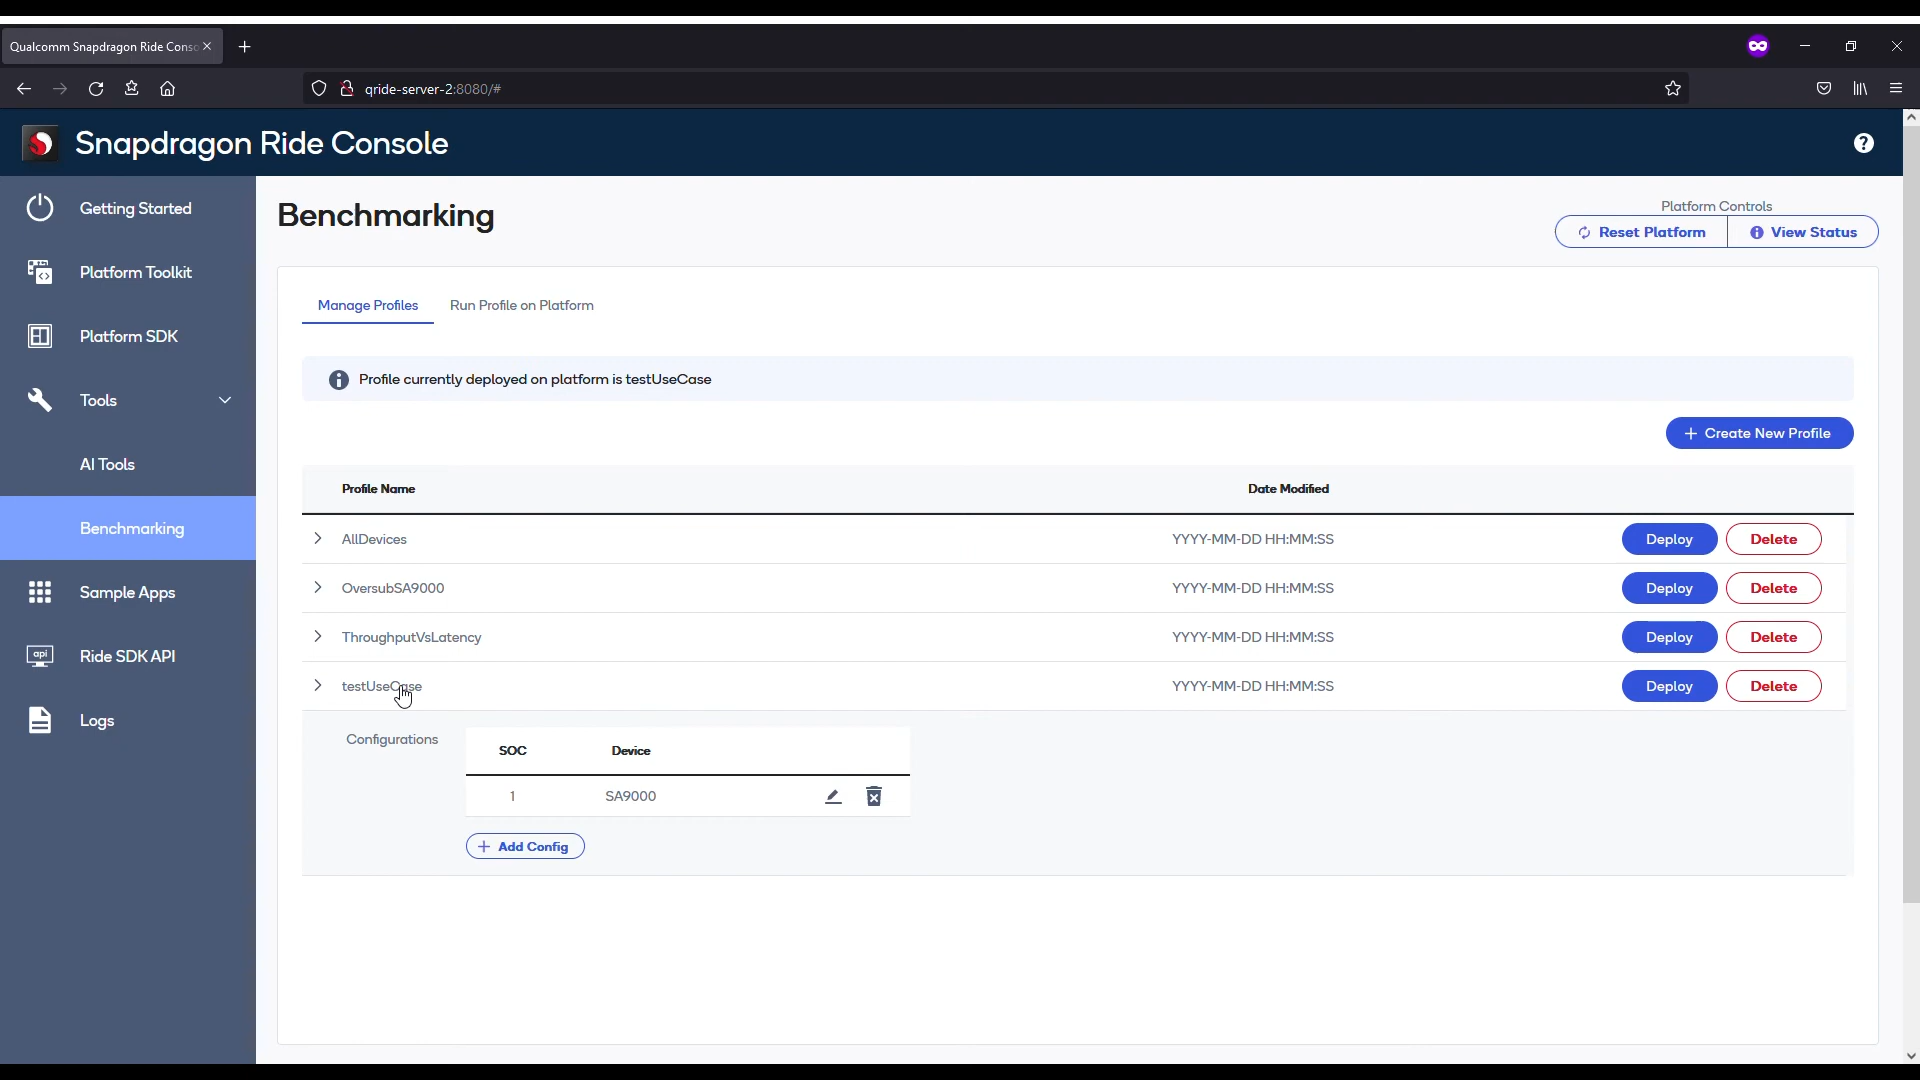 Qualcomm Snapdragon Ride Conso
qride-server-2:8080/#
Snapdragon Ride Console
?
Getting Started
Platform Toolkit
Platform SDK
Tools
AI Tools
Benchmarking
Sample Apps
api
Ride SDK API
Logs
Benchmarking
Platform Controls
Reset Platform
View Status
Manage Profiles
Run Profile on Platform
Profile currently deployed on platform is testUseCase
+ Create New Profile
Profile Name
Date Modified
AllDevices
YYYY-MM-DD HH:MM:SS
Deploy
Delete
OversubSA9000
YYYY-MM-DD HH:MM:SS
Deploy
Delete
ThroughputVsLatency
YYYY-MM-DD HH:MM:SS
Deploy
Delete
testUseCase
YYYY-MM-DD HH:MM:SS
Deploy
Delete
Configurations
SOC
Device
1
SA9000
+ Add Config